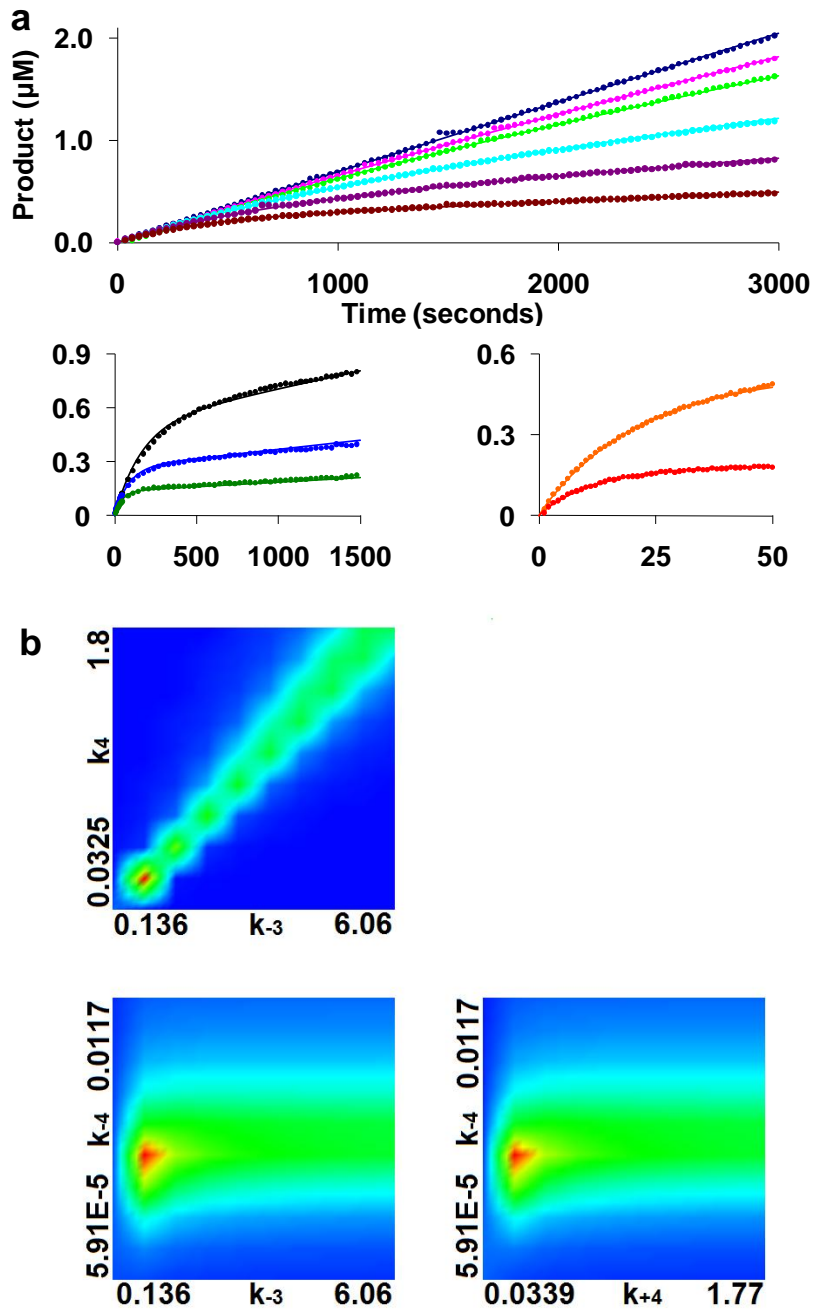 a
Product (µM)
2.0
1.0
0.0
0 1000 2000 3000
Time (seconds)
0.9
0.6
0.3
0
0 500 1000 1500
0.6
0.3
0
0 25 50
b
1.8
k4
0.0325
0.136 k-3 6.06
0.0117
k-4
5.91E-5
0.136 k-3 6.06
0.0117
k-4
5.91E-5
0.0339 k+4 1.77